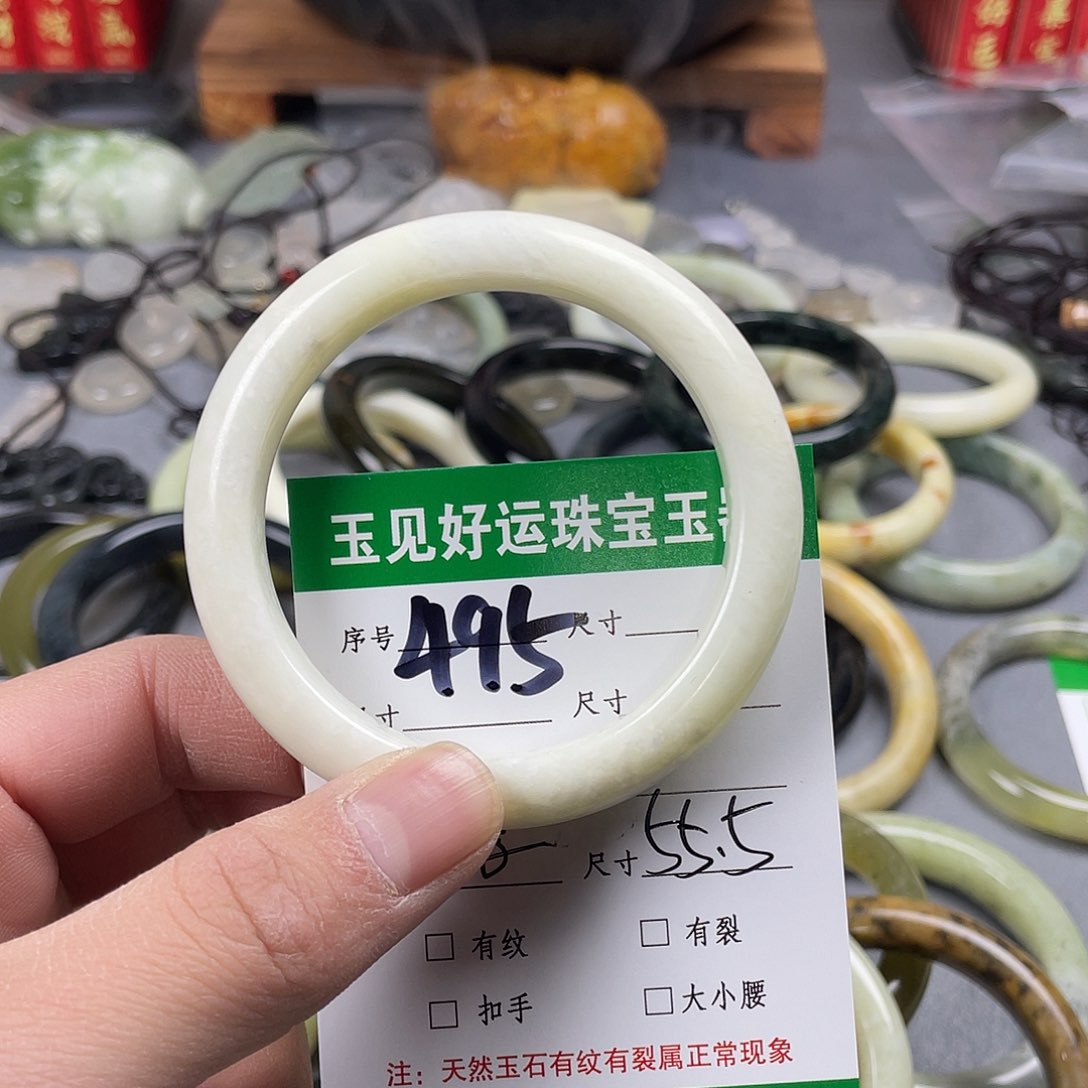 玉见好运珠宝玉
序号 495 尺寸
寸 尺寸
尺寸 55.5
□ 有纹 □ 有裂
□ 扣手 □ 大小腰
注：天然玉石有纹有裂属正常现象